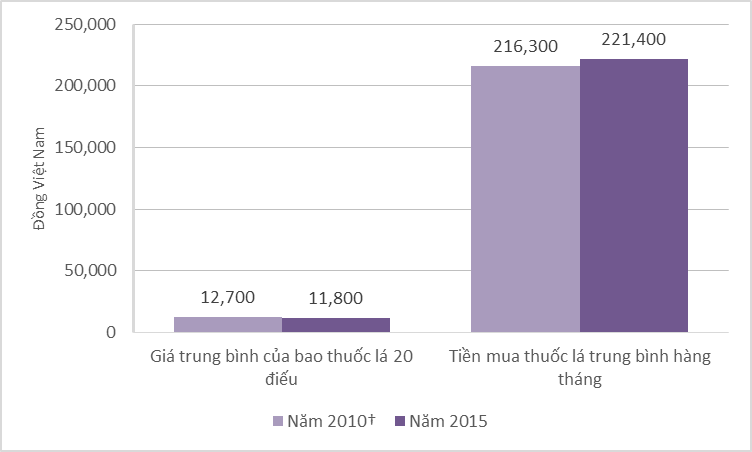 250,000
200,000
150,000
100,000
50,000
0
Đồng Việt Nam
216,300
221,400
12,700
11,800
Giá trung bình của bao thuốc lá 20
điếu
Tiền mua thuốc lá trung bình hàng
tháng
Năm 2010†
Năm 2015